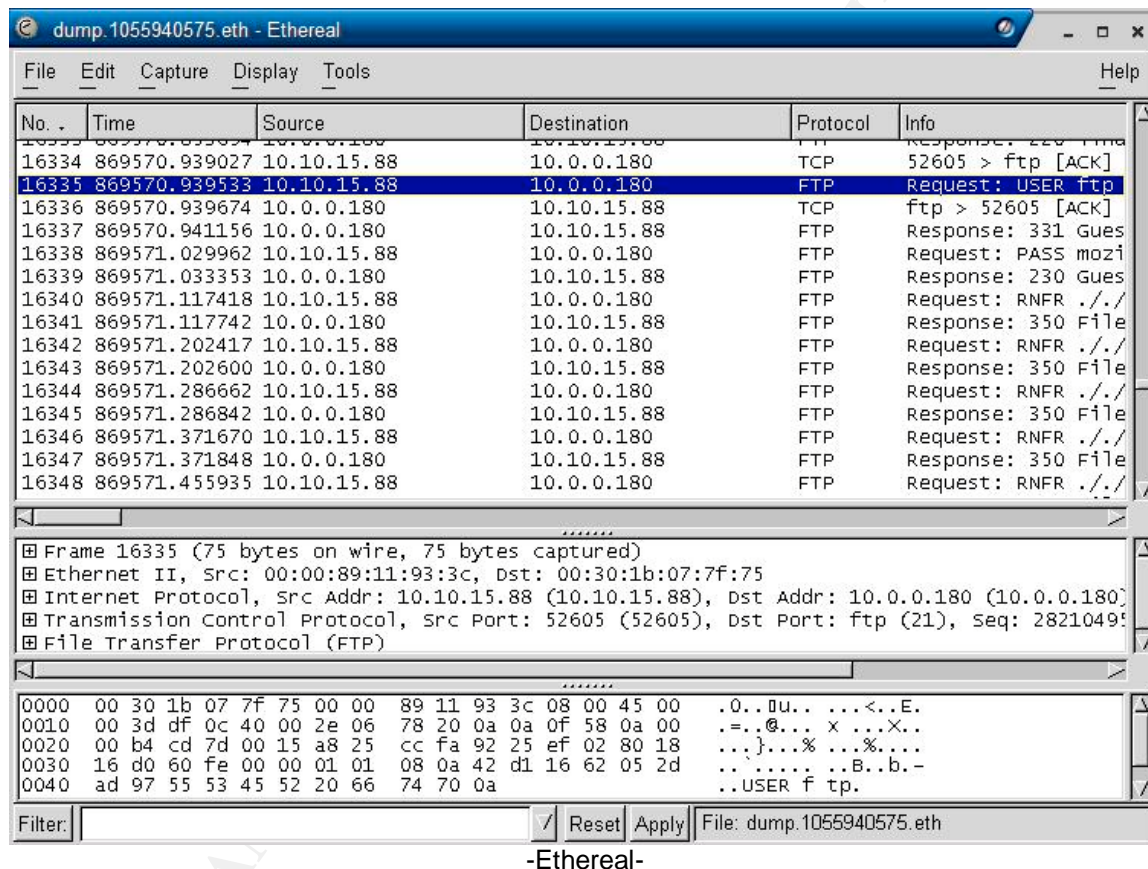 dump.1055940575.eth - Ethereal
File Edit Capture Display Tools Help
No. Time Source Destination Protocol Info
16334 869570.939027 10.10.15.88 10.0.0.180 TCP 52605 > ftp [ACK]
16335 869570.939533 10.10.15.88 10.0.0.180 FTP Request: USER ftp
16336 869570.939674 10.0.0.180 10.10.15.88 TCP ftp > 52605 [ACK]
16337 869570.941156 10.0.0.180 10.10.15.88 FTP Response: 331 Gues
16338 869571.029962 10.10.15.88 10.0.0.180 FTP Request: PASS mozi
16339 869571.033353 10.0.0.180 10.10.15.88 FTP Response: 230 Gues
16340 869571.117418 10.10.15.88 10.0.0.180 FTP Request: RNFR ././
16341 869571.117742 10.0.0.180 10.10.15.88 FTP Response: 350 File
16342 869571.202417 10.10.15.88 10.0.0.180 FTP Request: RNFR ././
16343 869571.202600 10.0.0.180 10.10.15.88 FTP Response: 350 File
16344 869571.286662 10.10.15.88 10.0.0.180 FTP Request: RNFR ././
16345 869571.286842 10.0.0.180 10.10.15.88 FTP Response: 350 File
16346 869571.371670 10.10.15.88 10.0.0.180 FTP Request: RNFR ././
16347 869571.371848 10.0.0.180 10.10.15.88 FTP Response: 350 File
16348 869571.455935 10.10.15.88 10.0.0.180 FTP Request: RNFR ././
Frame 16335 (75 bytes on wire, 75 bytes captured)
Ethernet II, Src: 00:00:89:11:93:3c, Dst: 00:30:1b:07:7f:75
Internet Protocol, Src Addr: 10.10.15.88 (10.10.15.88), Dst Addr: 10.0.0.180 (10.0.0.180)
Transmission Control Protocol, Src Port: 52605 (52605), Dst Port: ftp (21), Seq: 28210495
File Transfer Protocol (FTP)
0000 00 30 1b 07 7f 75 00 00 89 11 93 3c 08 00 45 00 .0..□u.. ...<..E.
0010 00 3d df 0c 40 00 2e 06 78 20 0a 0a 0f 58 0a 00 .=..@... x ...X..
0020 00 b4 cd 7d 00 15 a8 25 cc fa 92 25 ef 02 80 18 ...}...% ...%....
0030 16 d0 60 fe 00 00 01 01 08 0a 42 d1 16 62 05 2d ..`..... ..B..b.-
0040 ad 97 55 53 45 52 20 66 74 70 0a ..USER f tp.
Filter: Reset Apply File: dump.1055940575.eth
-Ethereal-